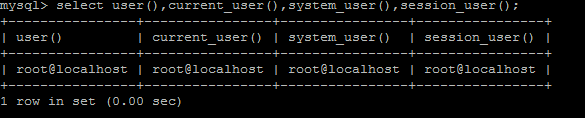 mysql> select user(),current_user(),system_user(),session_user();
+----------------+----------------+----------------+----------------+
| user()         | current_user() | system_user()  | session_user() |
+----------------+----------------+----------------+----------------+
| root@localhost | root@localhost | root@localhost | root@localhost |
+----------------+----------------+----------------+----------------+
1 row in set (0.00 sec)